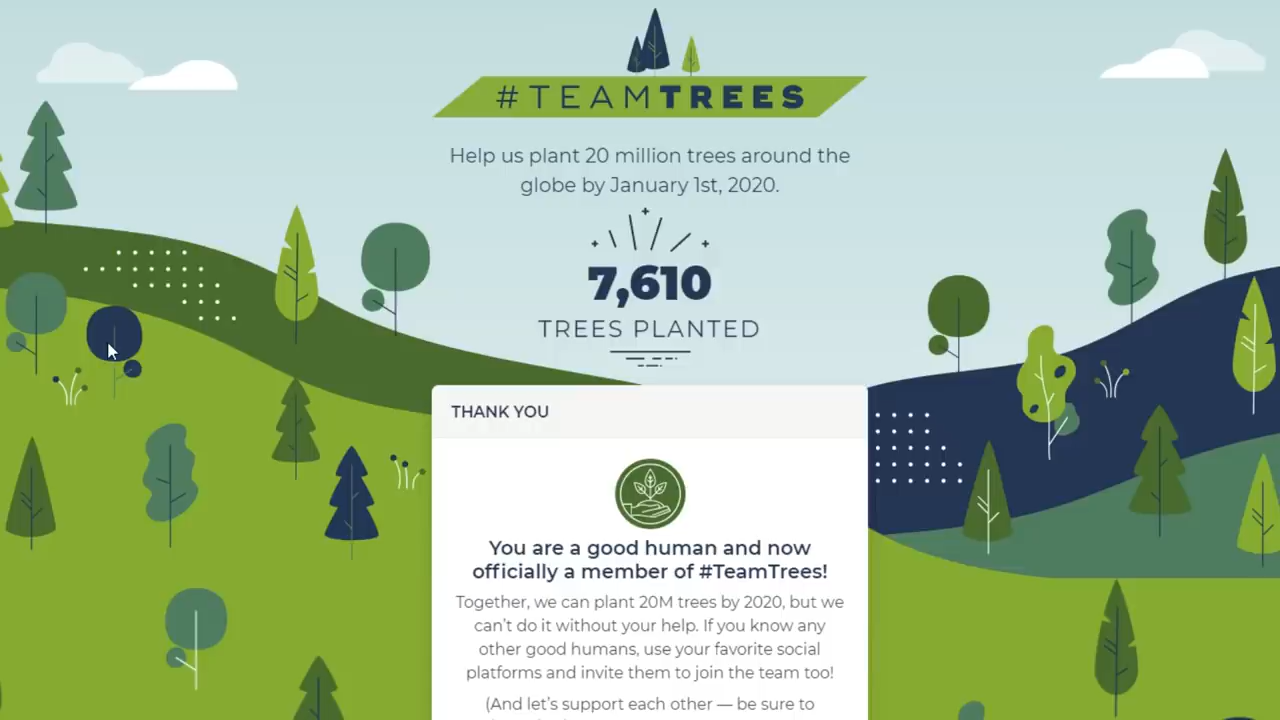 #TEAMTREES
Help us plant 20 million trees around the
globe by January 1st, 2020.
7,610
TREES PLANTED
THANK YOU
You are a good human and now
officially a member of #TeamTrees!
Together, we can plant 20M trees by 2020, but we
can't do it without your help. If you know any
other good humans, use your favorite social
platforms and invite them to join the team too!
(And let's support each other — be sure to